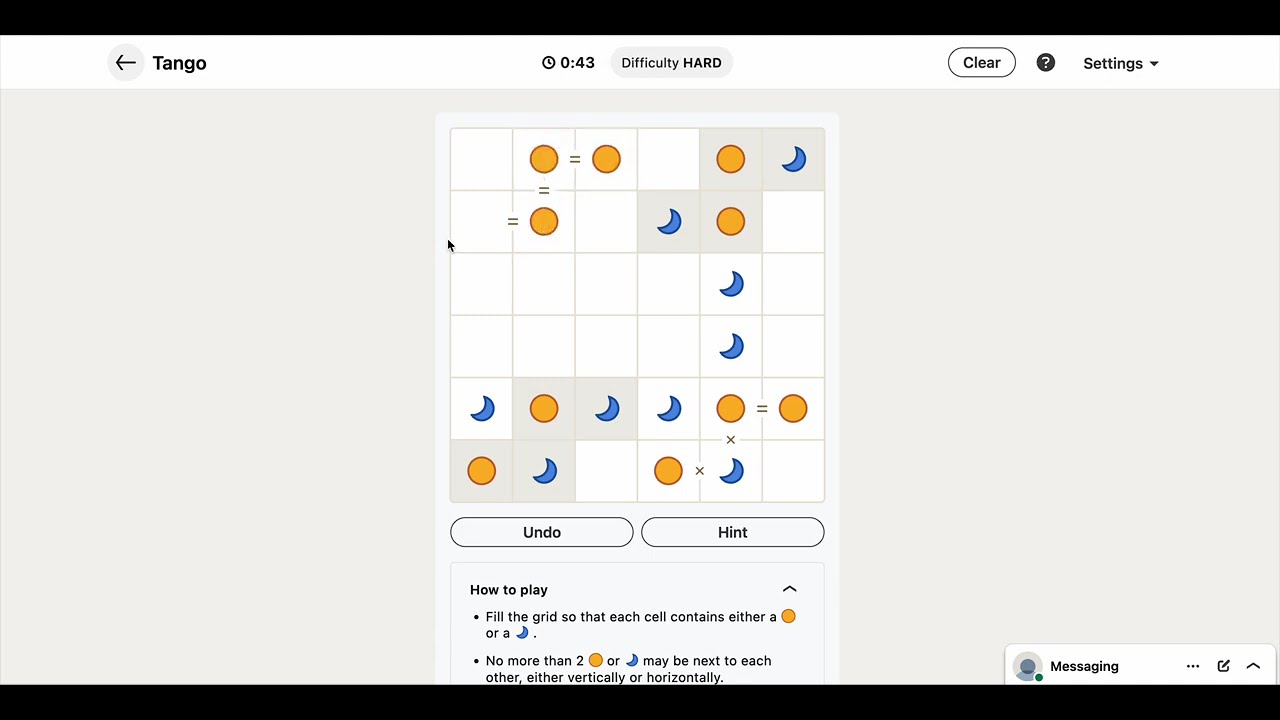 Tango
0:43
Difficulty HARD
Clear
?
Settings
=
=
=
=
×
×
Undo
Hint
How to play
• Fill the grid so that each cell contains either a
or a .
• No more than 2 or may be next to each
other, either vertically or horizontally.
Messaging